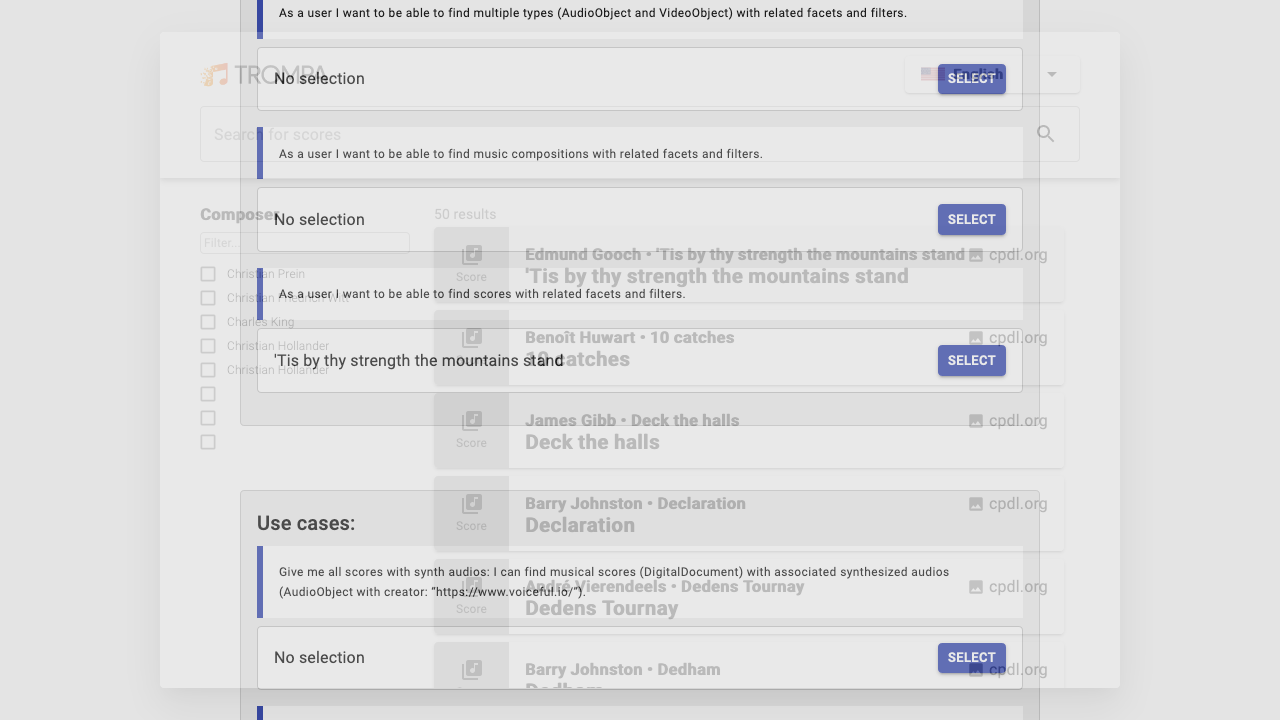 As a user I want to be able to find multiple types (AudioObject and VideoObject) with related facets and filters.
TROMPA
English
No selection
SELECT
Search for scores
As a user I want to be able to find music compositions with related facets and filters.
No selection
SELECT
Composer
Filter...
Christian Prein
Christian Friedrich Witt
Charles King
Christian Hollander
Christian Hollander
50 results
Score
Edmund Gooch • 'Tis by thy strength the mountains stand
cpdl.org
'Tis by thy strength the mountains stand
As a user I want to be able to find scores with related facets and filters.
Benoît Huwart • 10 catches
cpdl.org
10 catches
'Tis by thy strength the mountains stand
SELECT
Score
James Gibb • Deck the halls
cpdl.org
Deck the halls
Score
Barry Johnston • Declaration
cpdl.org
Declaration
Use cases:
Give me all scores with synth audios: I can find musical scores (DigitalDocument) with associated synthesized audios
(AudioObject with creator: "https://www.voiceful.io/").
Score
André Vierendeels • Dedens Tournay
cpdl.org
Dedens Tournay
No selection
SELECT
Barry Johnston • Dedham
cpdl.org
Dedham